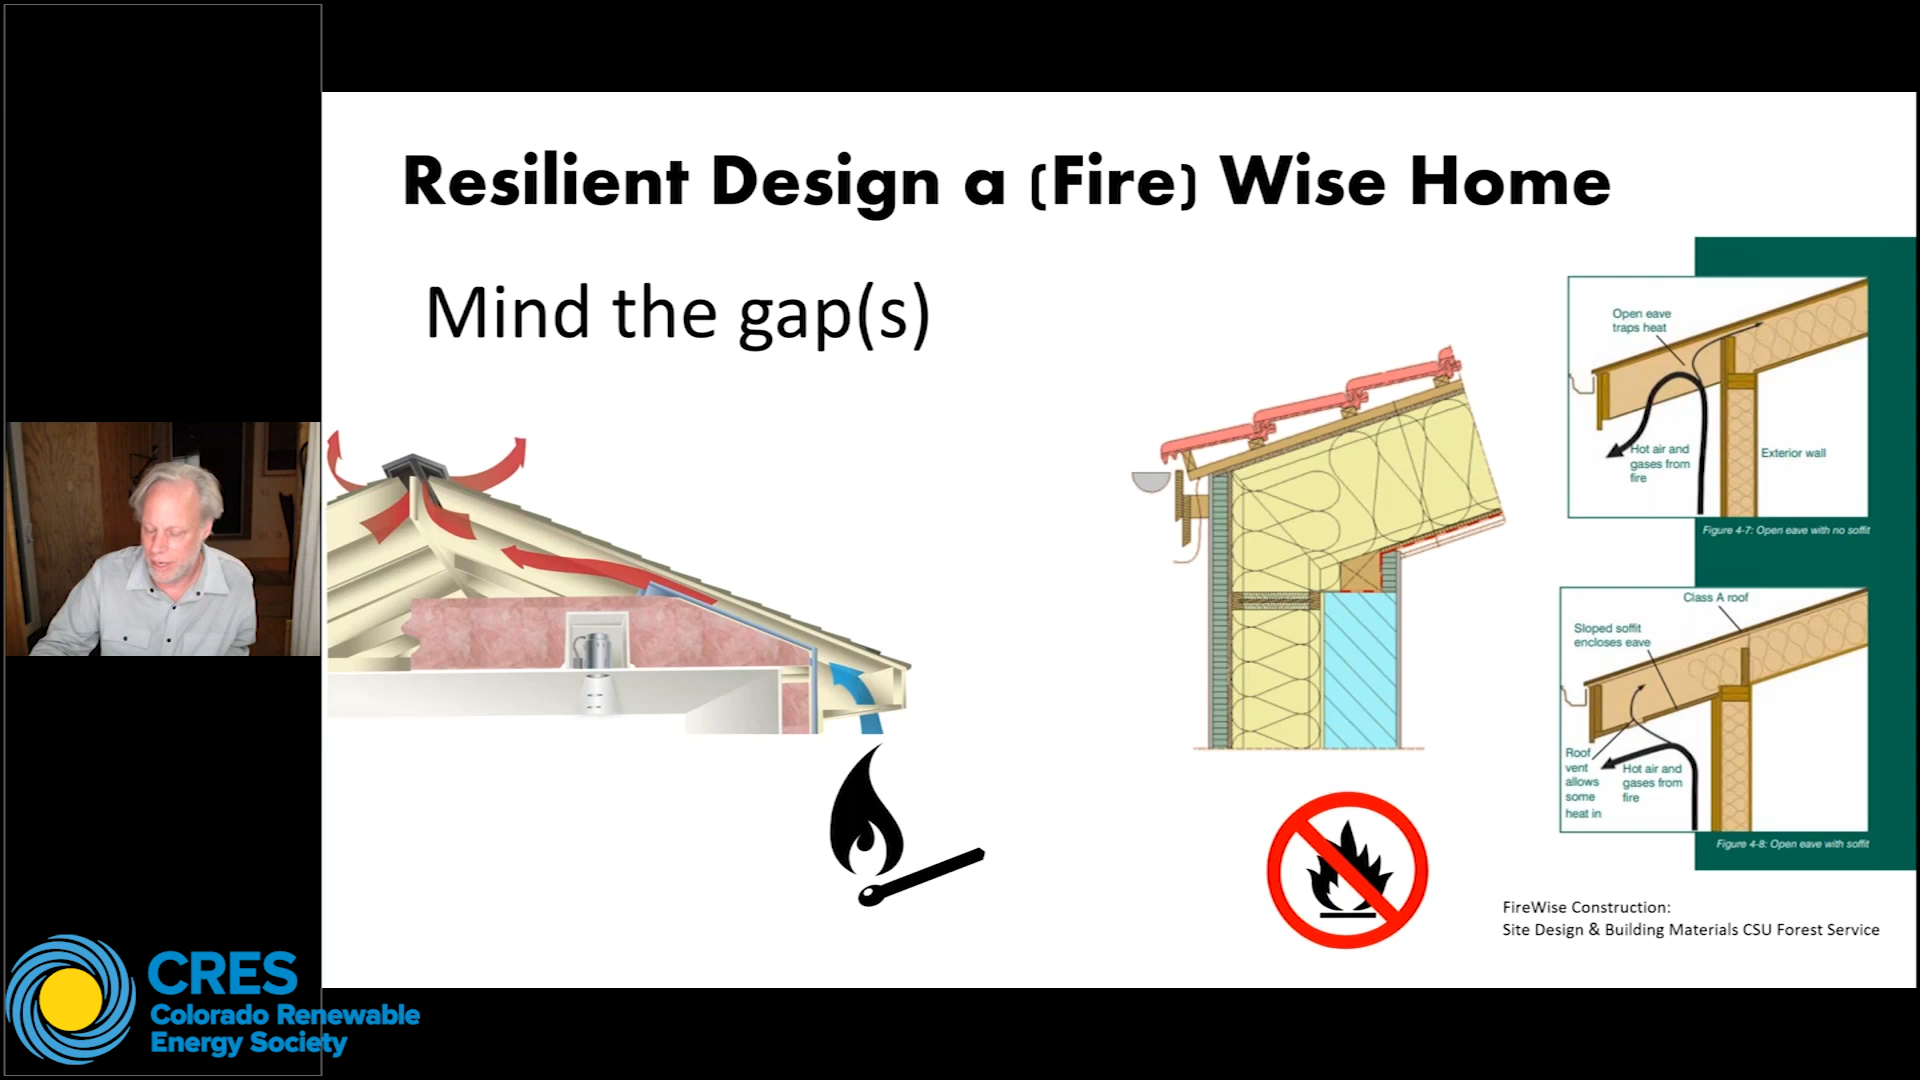 Resilient Design a (Fire) Wise Home
Mind the gap(s)
Open eave
traps heat
Hot air and
gases from
fire
Exterior wall
Figure 4-7: Open eave with no soffit
Class A roof
Sloped soffit
encloses eave
Roof
vent
allows
some
heat in
Hot air and
gases from
fire
Figure 4-8: Open eave with soffit
FireWise Construction:
Site Design & Building Materials CSU Forest Service
CRES
Colorado Renewable
Energy Society